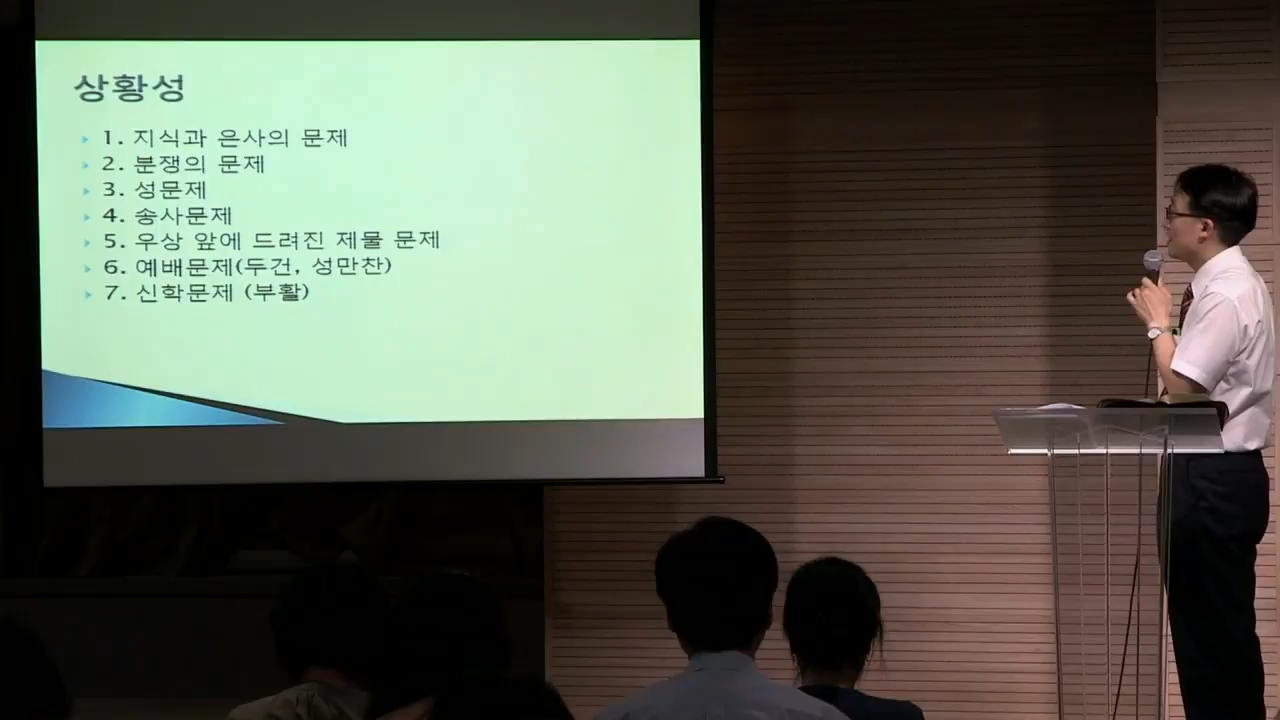 상황성
1. 지식과 은사의 문제
2. 분쟁의 문제
3. 성문제
4. 송사문제
5. 우상 앞에 드려진 제물 문제
6. 예배문제(두건, 성만찬)
7. 신학문제 (부활)